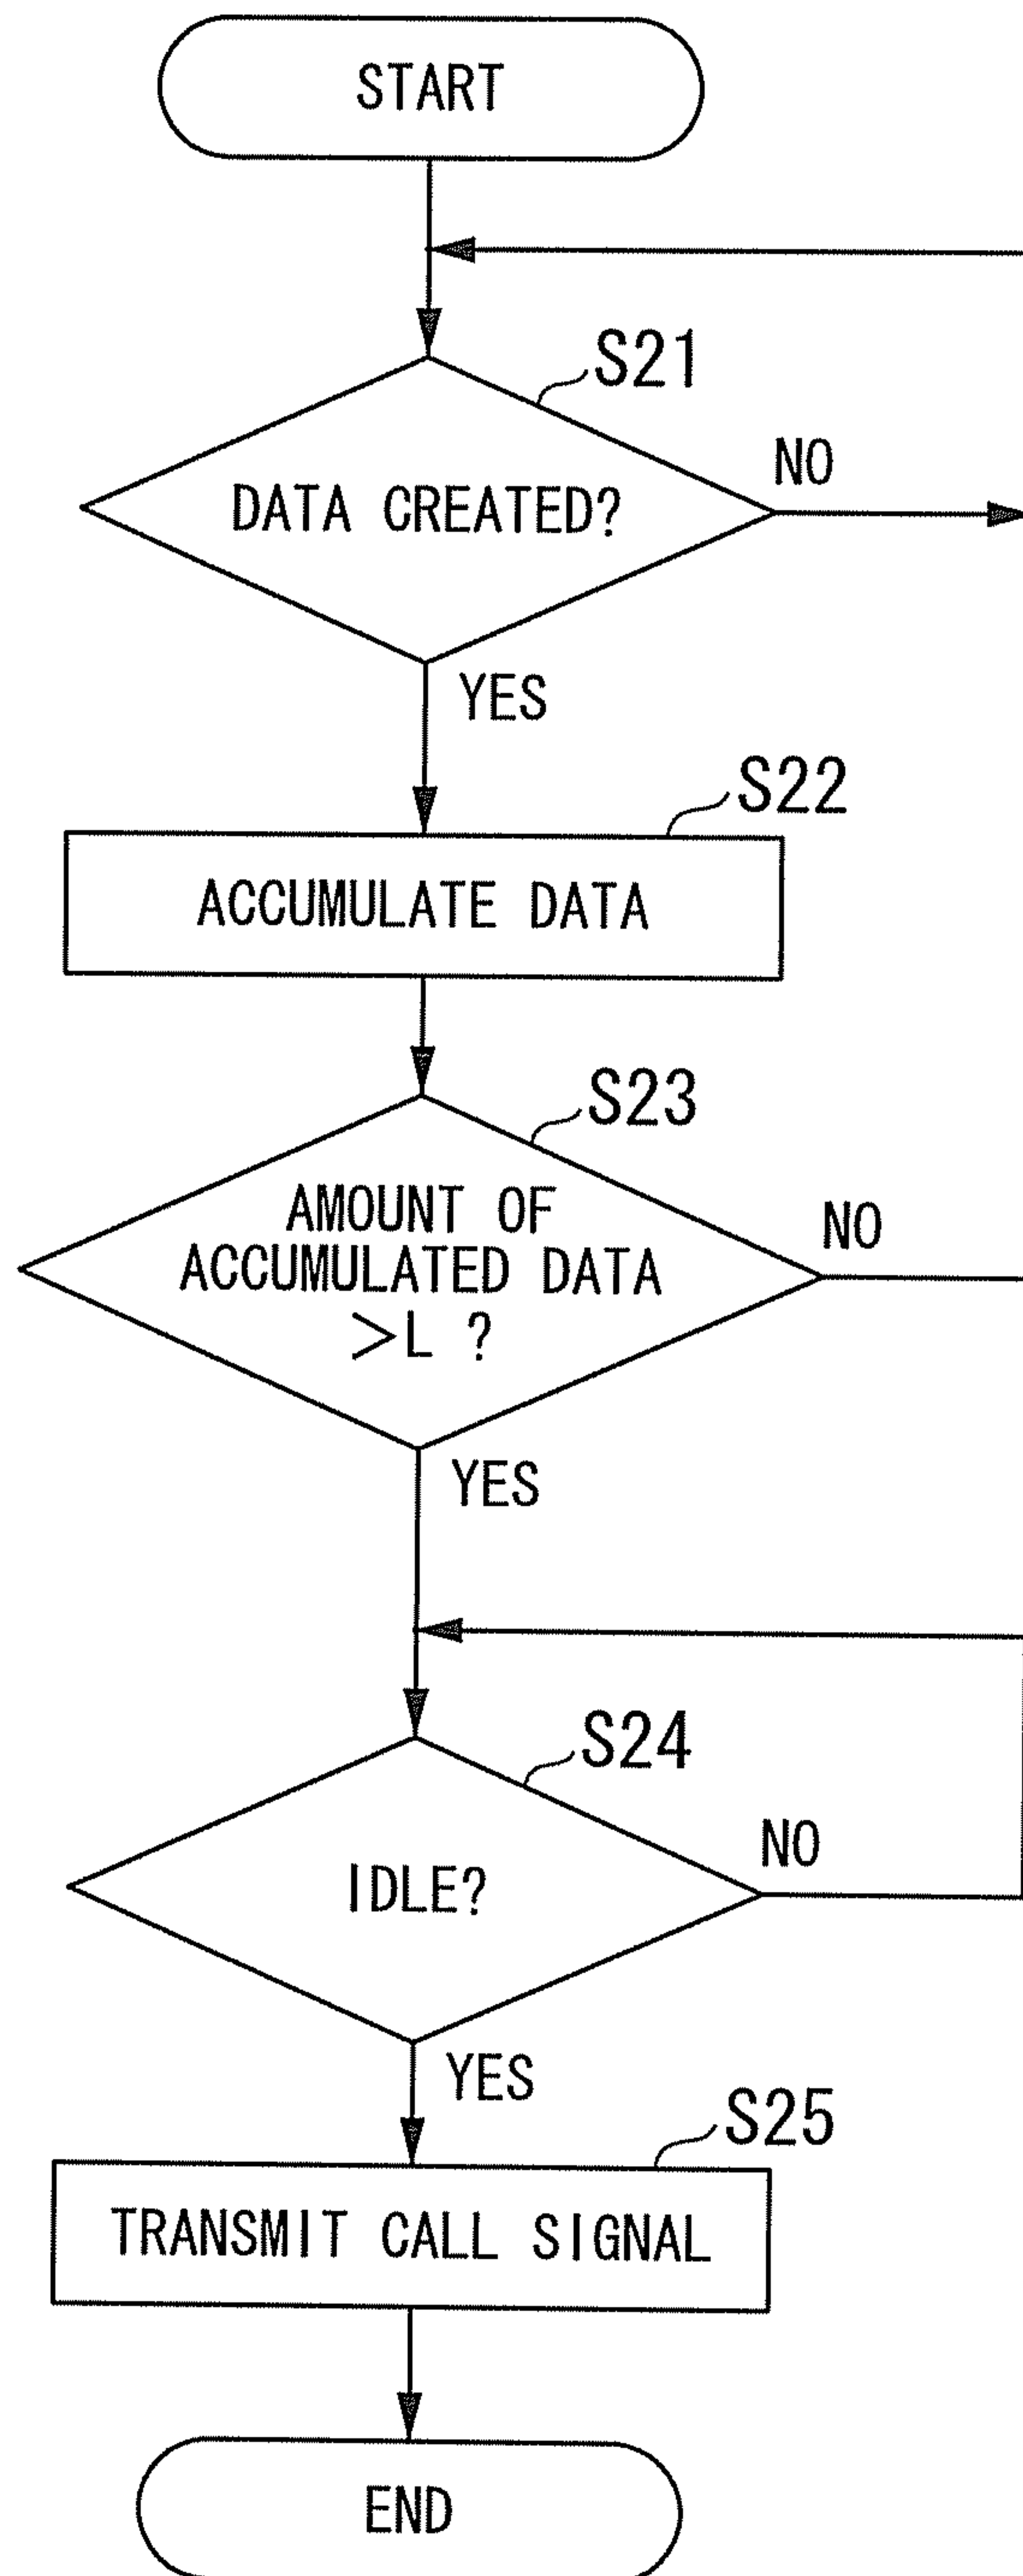 START
S21
NO
DATA CREATED?
YES
S22
ACCUMULATE DATA
S23
AMOUNT OF
NO
ACCUMULATED DATA
>L ?
YES
S24
NO
IDLE?
YES
S25
TRANSMIT CALL SIGNAL
END